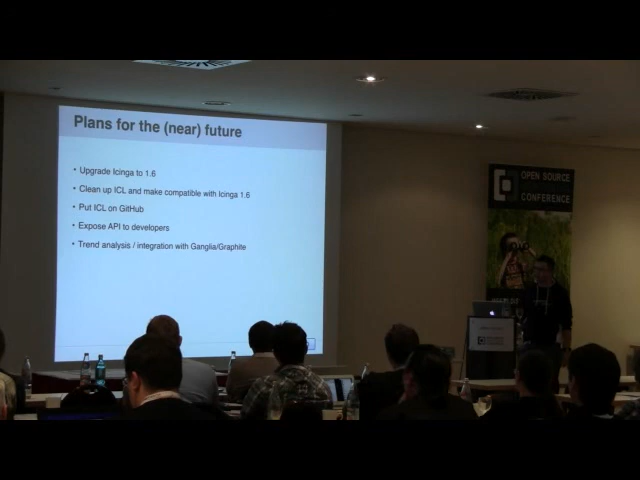 Plans for the (near) future
• Upgrade Icinga to 1.6
• Clean up ICL and make compatible with Icinga 1.6
• Put ICL on GitHub
• Expose API to developers
• Trend analysis / integration with Ganglia/Graphite
OPEN SOURCE
CONFERENCE